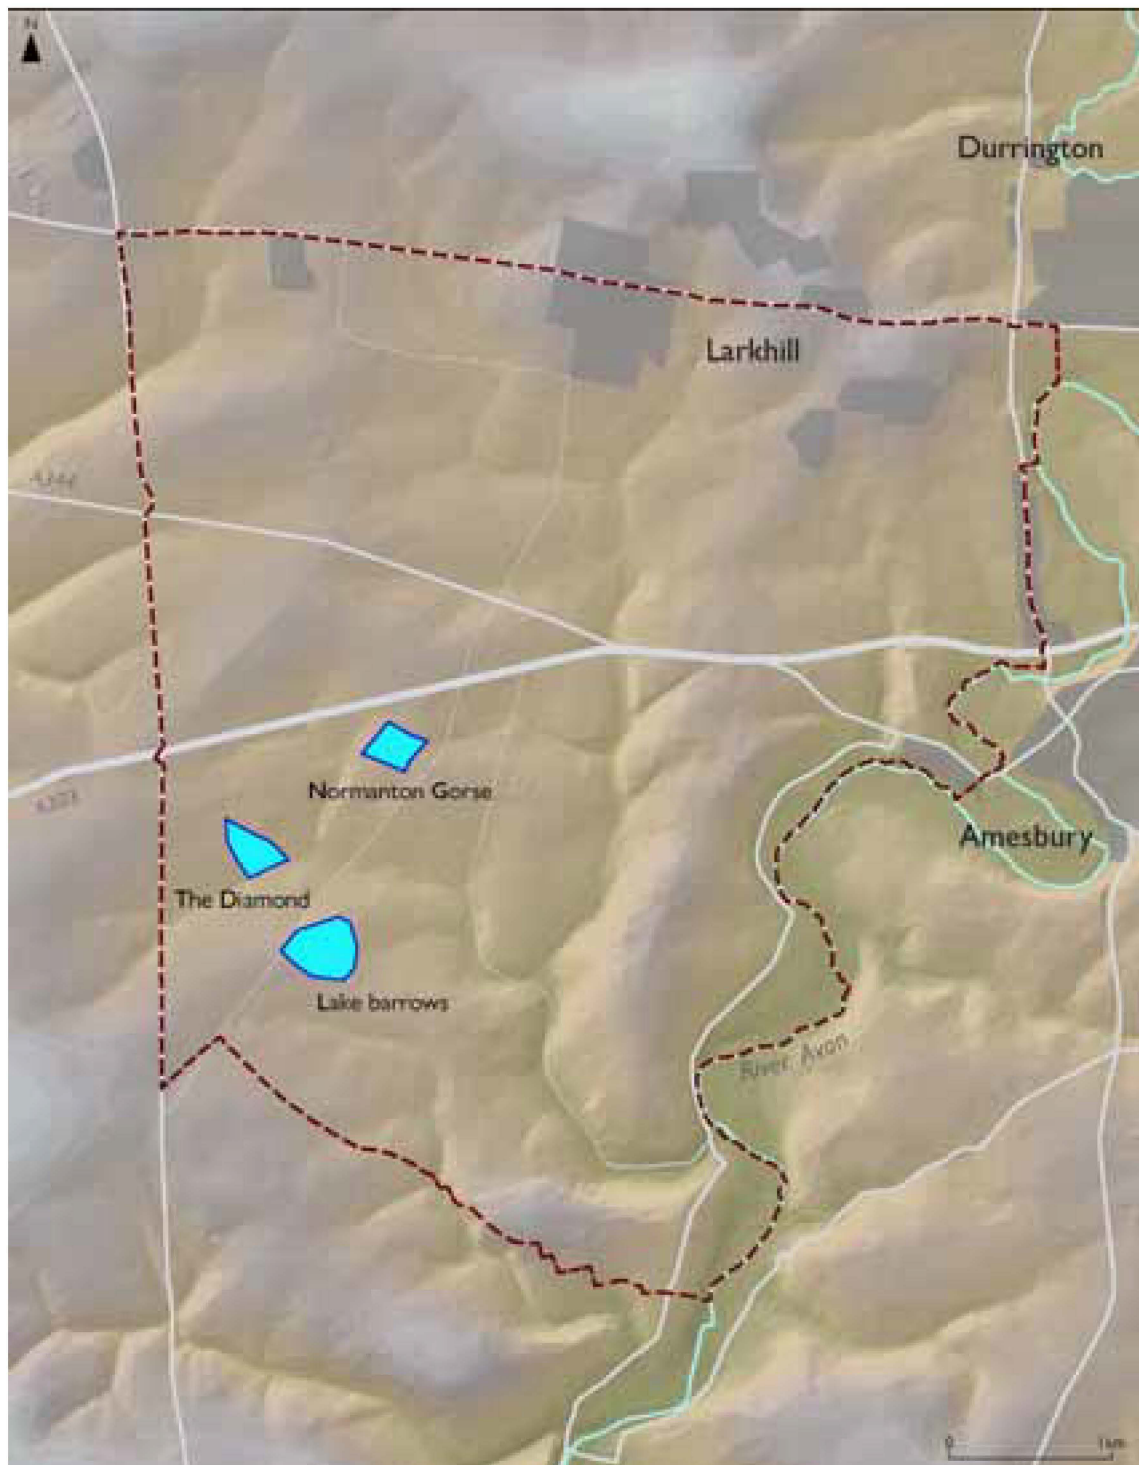 N
Durrington
Larkhill
A344
Normanton Gorse
A303
Amesbury
The Diamond
Lake barrows
River Avon
0 1km